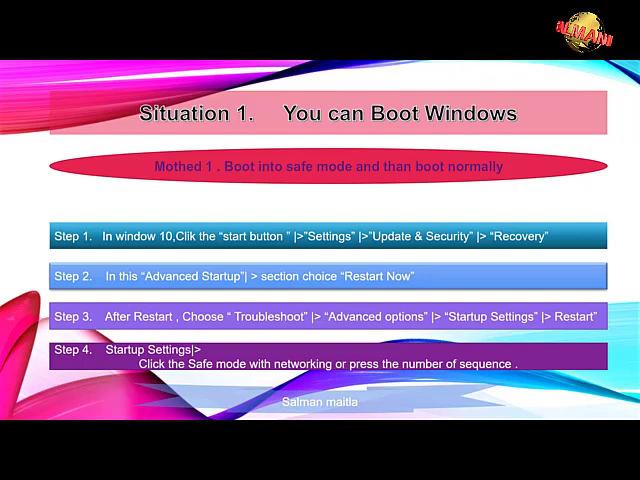 ALMANI
Situation 1. You can Boot Windows
Mothed 1 . Boot into safe mode and than boot normally
Step 1. In window 10,Clik the “start button ” |>”Settings” |>”Update & Security” |> “Recovery”
Step 2. In this “Advanced Startup”| > section choice “Restart Now”
Step 3. After Restart , Choose “ Troubleshoot” |> “Advanced options” |> “Startup Settings” |> Restart”
Step 4. Startup Settings|>
Click the Safe mode with networking or press the number of sequence .
Salman maitla